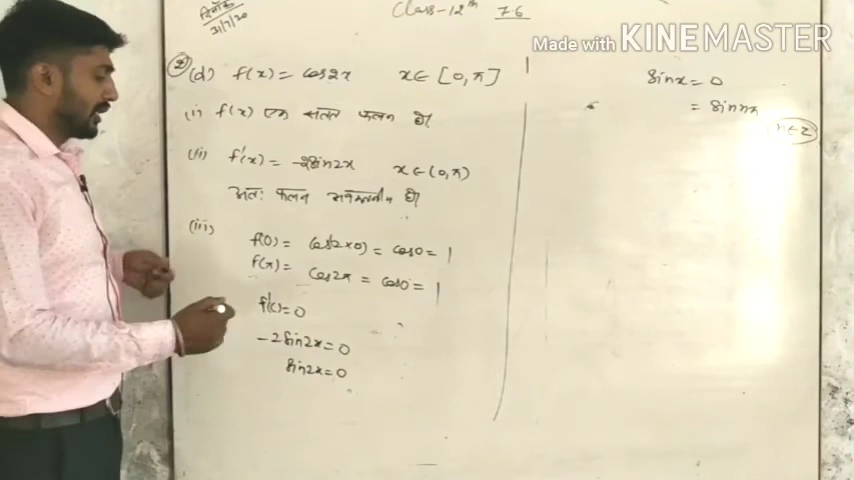 दिनाँक
31/7/20
Class-12th 7.6
Made with KINEMASTER
② (d) f(x) = cos2x x∈[0,π]
(i) f(x) एक सतत फलन है।
(ii) f'(x) = -2sin2x x∈(0,π)
अतः फलन अवकलनीय है।
(iii)
f(0) = cos(2×0) = cos0 = 1
f(π) = cos2π = cos0 = 1
f'(c) = 0
-2sin2x = 0
sin2x = 0
sinx = 0
= sinnπ
n∈Z